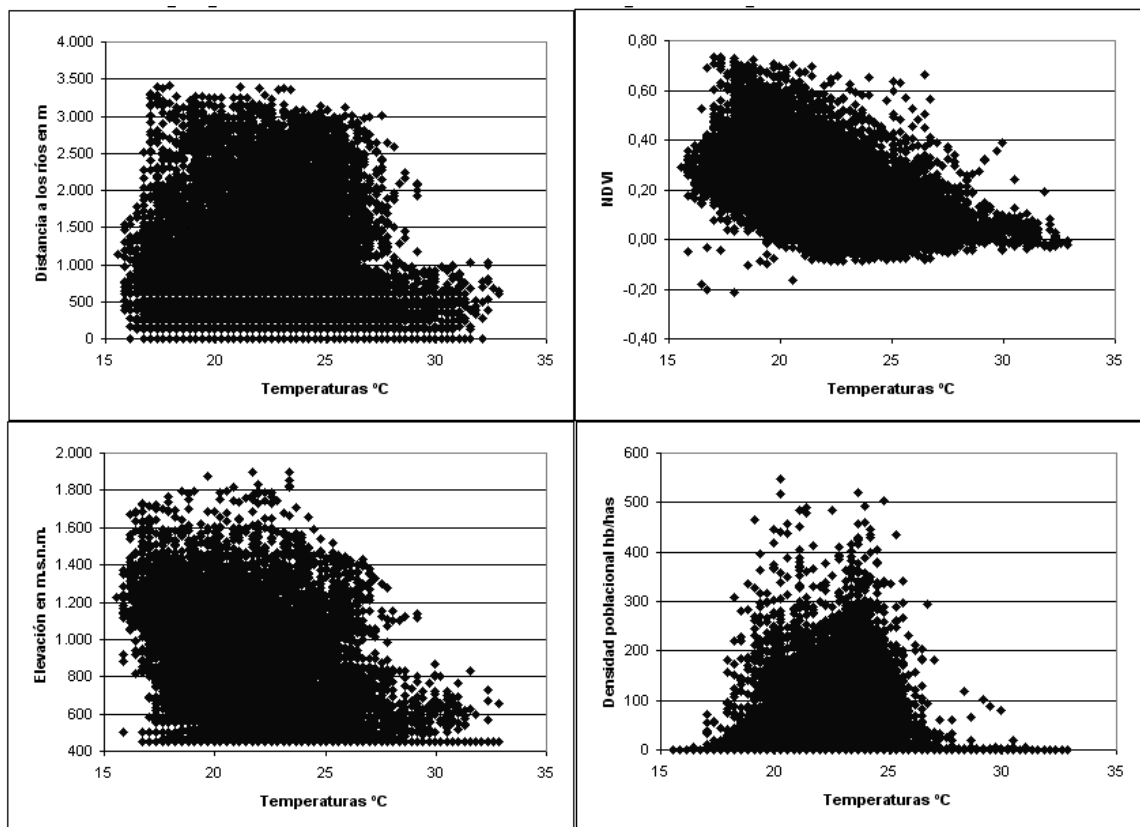 4.000
3.500
3.000
2.500
2.000
1.500
1.000
500
0
15 20 25 30 35
Distancia a los ríos en m
Temperaturas ºC
0,80
0,60
0,40
0,20
0,00
-0,20
-0,40
15 20 25 30 35
NDVI
Temperaturas ºC
2.000
1.800
1.600
1.400
1.200
1.000
800
600
400
15 20 25 30 35
Elevación en m.s.n.m.
Temperaturas ºC
600
500
400
300
200
100
0
15 20 25 30 35
Densidad poblacional hb/has
Temperaturas ºC